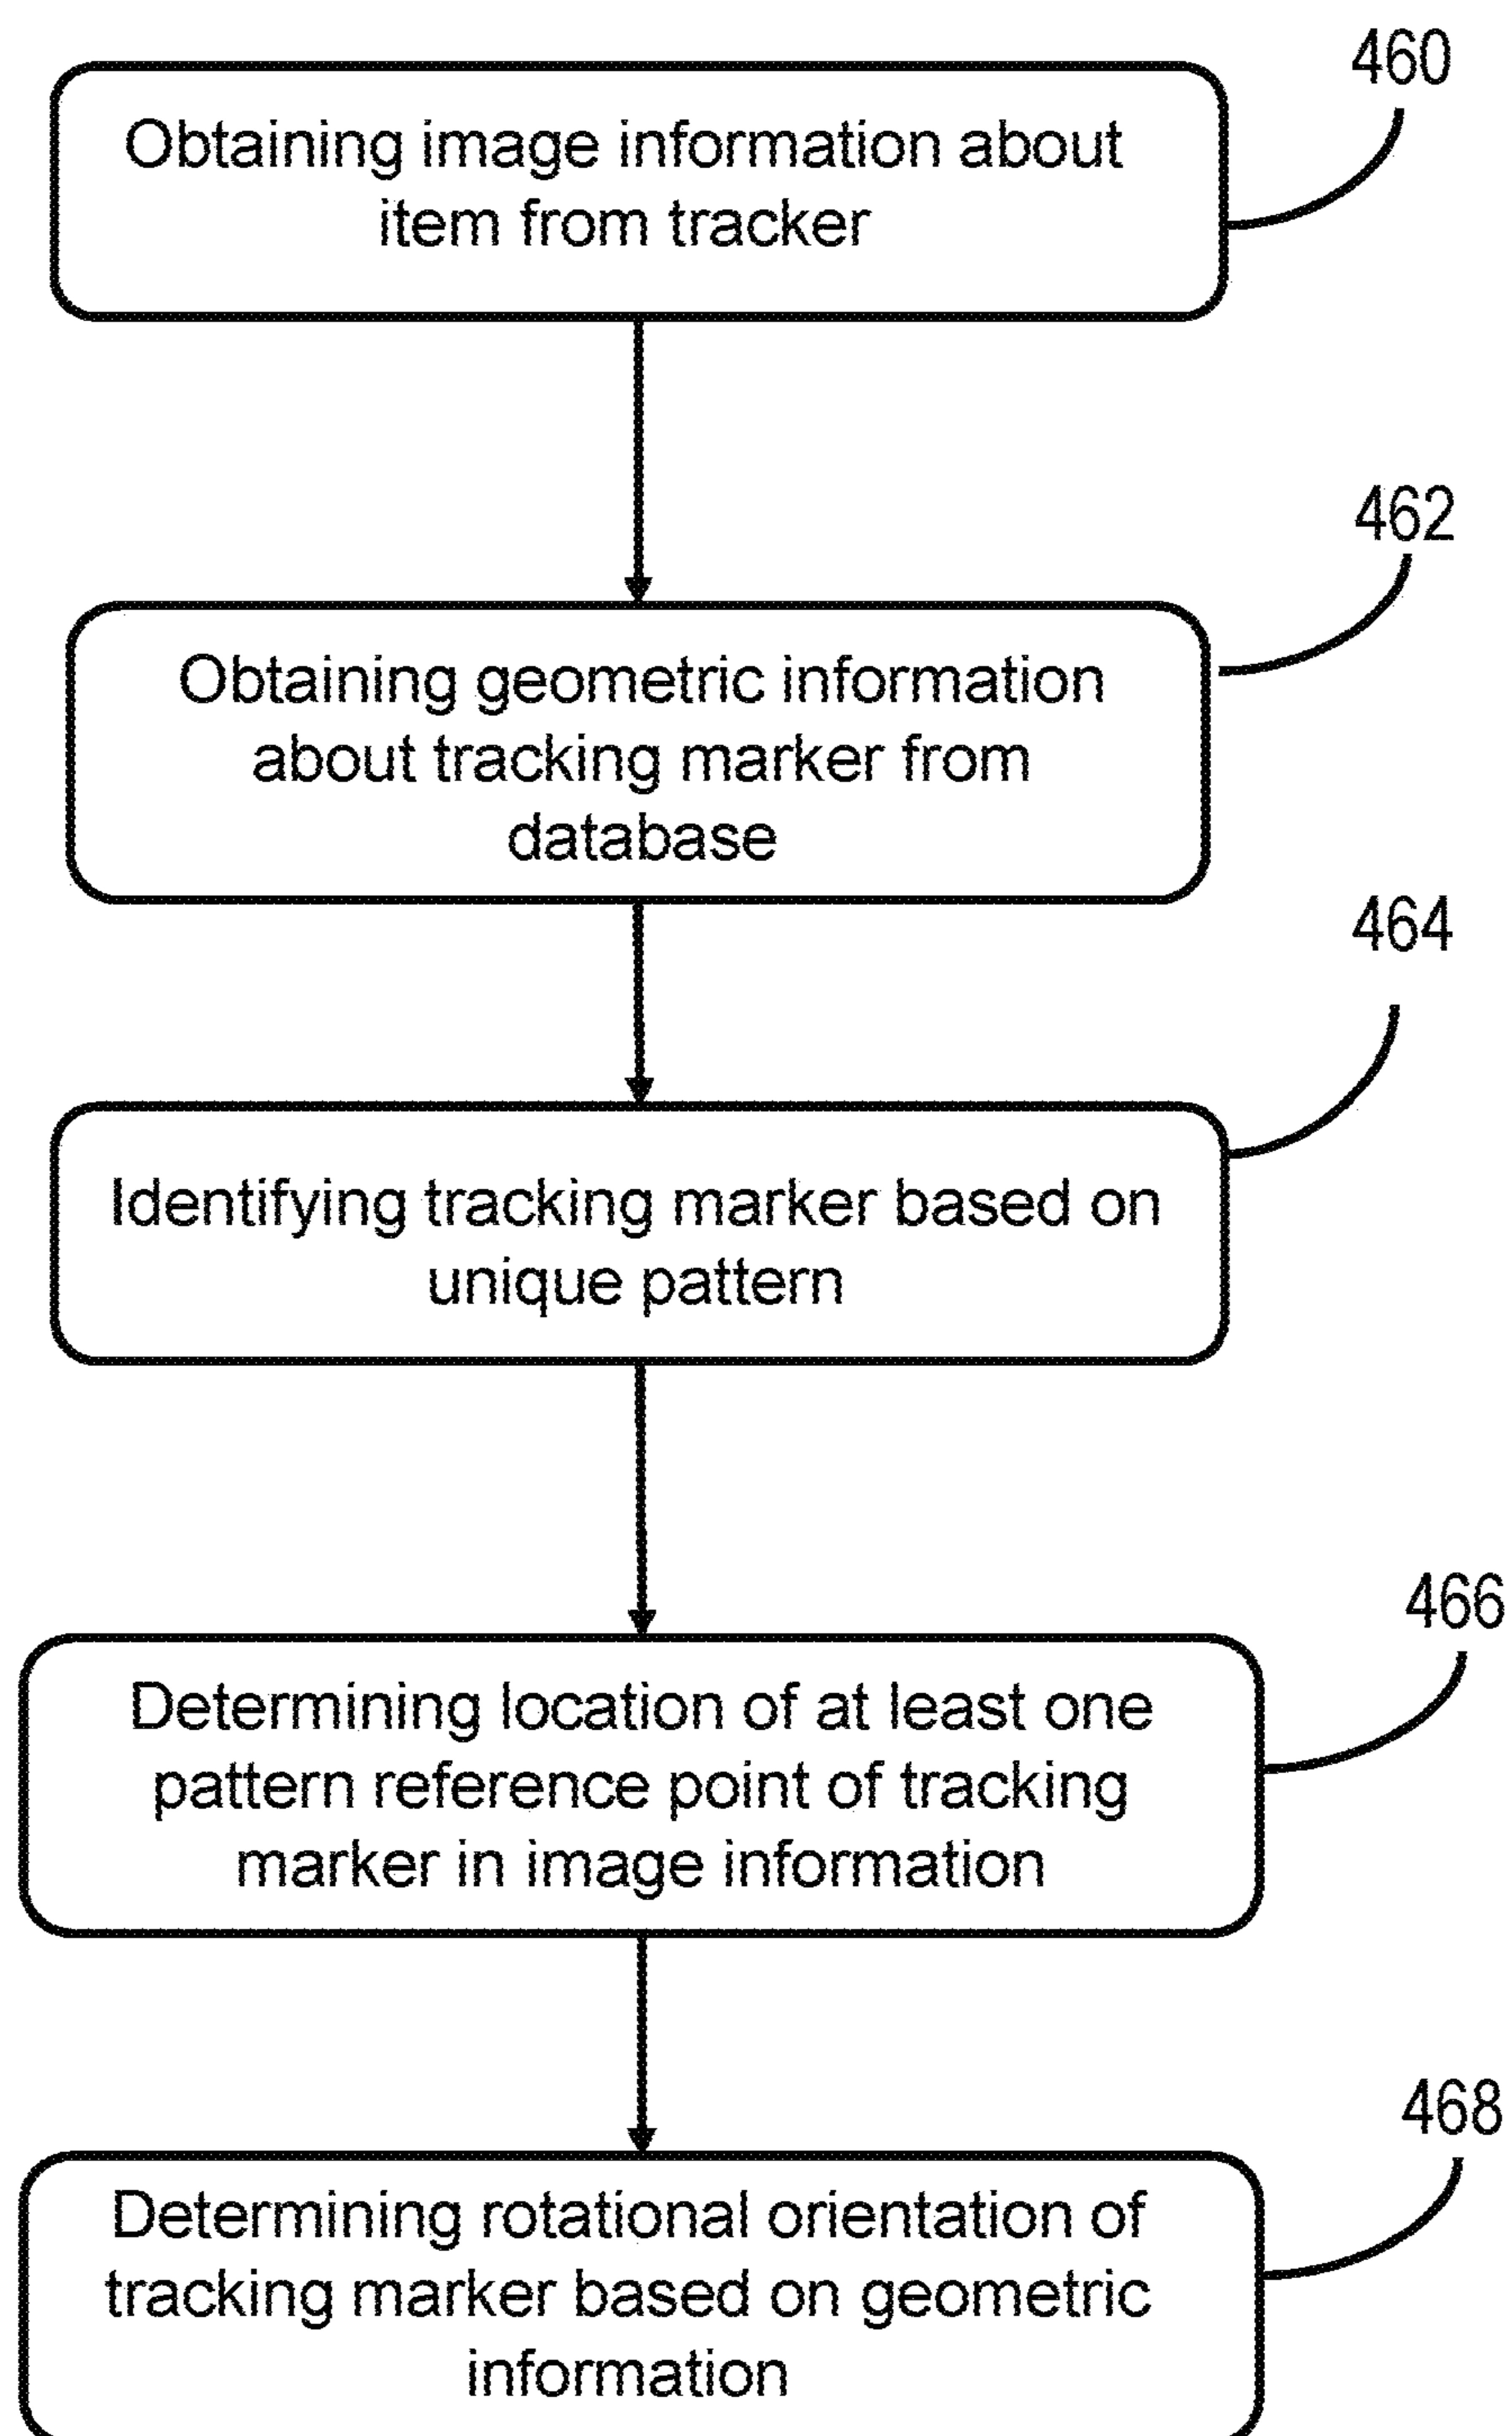 460
Obtaining image information about
item from tracker
462
Obtaining geometric information
about tracking marker from
database
464
Identifying tracking marker based on
unique pattern
466
Determining location of at least one
pattern reference point of tracking
marker in image information
468
Determining rotational orientation of
tracking marker based on geometric
information